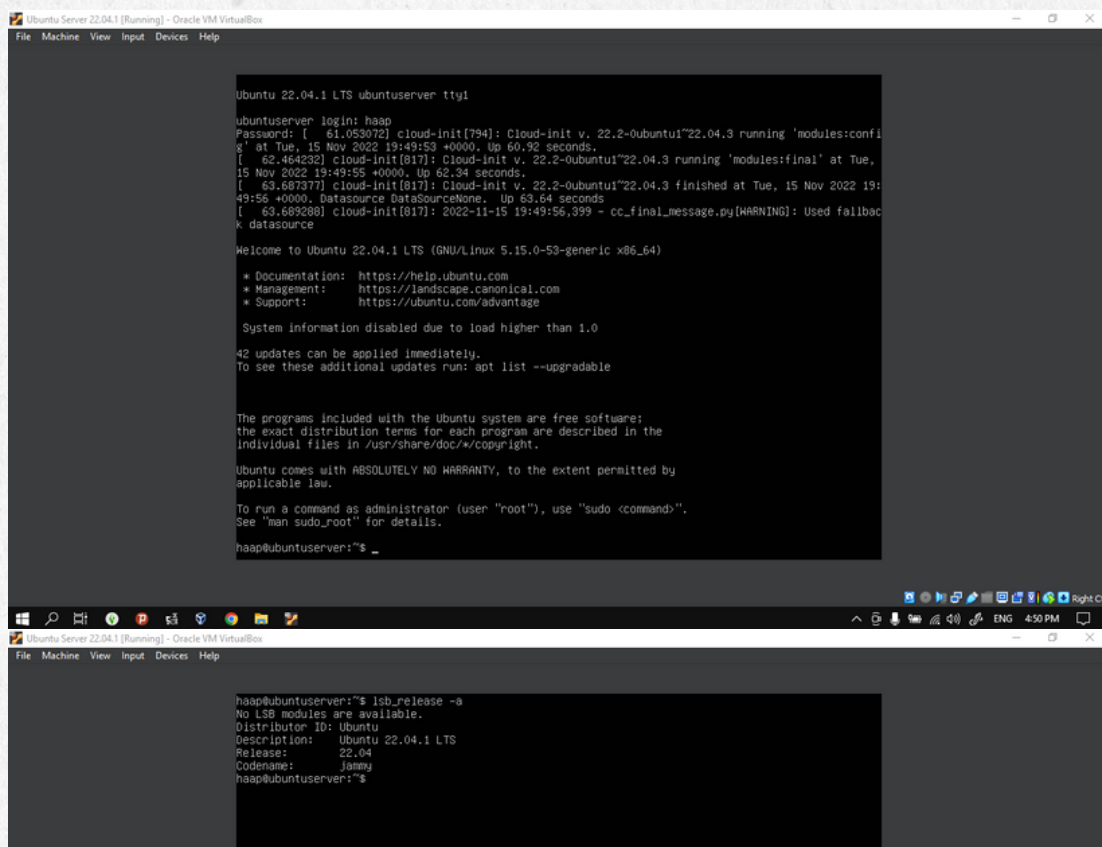 Ubuntu Server 22.04.1 [Running] - Oracle VM VirtualBox
File Machine View Input Devices Help
Ubuntu 22.04.1 LTS ubuntuserver tty1
ubuntuserver login: haap
Password: [   61.053072] cloud-init[794]: Cloud-init v. 22.2-0ubuntu1~22.04.3 running 'modules:confi
g' at Tue, 15 Nov 2022 19:49:53 +0000. Up 60.92 seconds.
[   62.464232] cloud-init[817]: Cloud-init v. 22.2-0ubuntu1~22.04.3 running 'modules:final' at Tue,
15 Nov 2022 19:49:55 +0000. Up 62.34 seconds.
[   63.687377] cloud-init[817]: Cloud-init v. 22.2-0ubuntu1~22.04.3 finished at Tue, 15 Nov 2022 19:
49:56 +0000. Datasource DataSourceNone.  Up 63.64 seconds
[   63.689288] cloud-init[817]: 2022-11-15 19:49:56,399 - cc_final_message.py[WARNING]: Used fallbac
k datasource
Welcome to Ubuntu 22.04.1 LTS (GNU/Linux 5.15.0-53-generic x86_64)
* Documentation:  https://help.ubuntu.com
* Management:     https://landscape.canonical.com
* Support:        https://ubuntu.com/advantage
System information disabled due to load higher than 1.0
42 updates can be applied immediately.
To see these additional updates run: apt list --upgradable
The programs included with the Ubuntu system are free software;
the exact distribution terms for each program are described in the
individual files in /usr/share/doc/*/copyright.
Ubuntu comes with ABSOLUTELY NO WARRANTY, to the extent permitted by
applicable law.
To run a command as administrator (user "root"), use "sudo <command>".
See "man sudo_root" for details.
haap@ubuntuserver:~$ _
Right C
ENG 4:50 PM
Ubuntu Server 22.04.1 [Running] - Oracle VM VirtualBox
File Machine View Input Devices Help
haap@ubuntuserver:~$ lsb_release -a
No LSB modules are available.
Distributor ID: Ubuntu
Description:    Ubuntu 22.04.1 LTS
Release:        22.04
Codename:       jammy
haap@ubuntuserver:~$